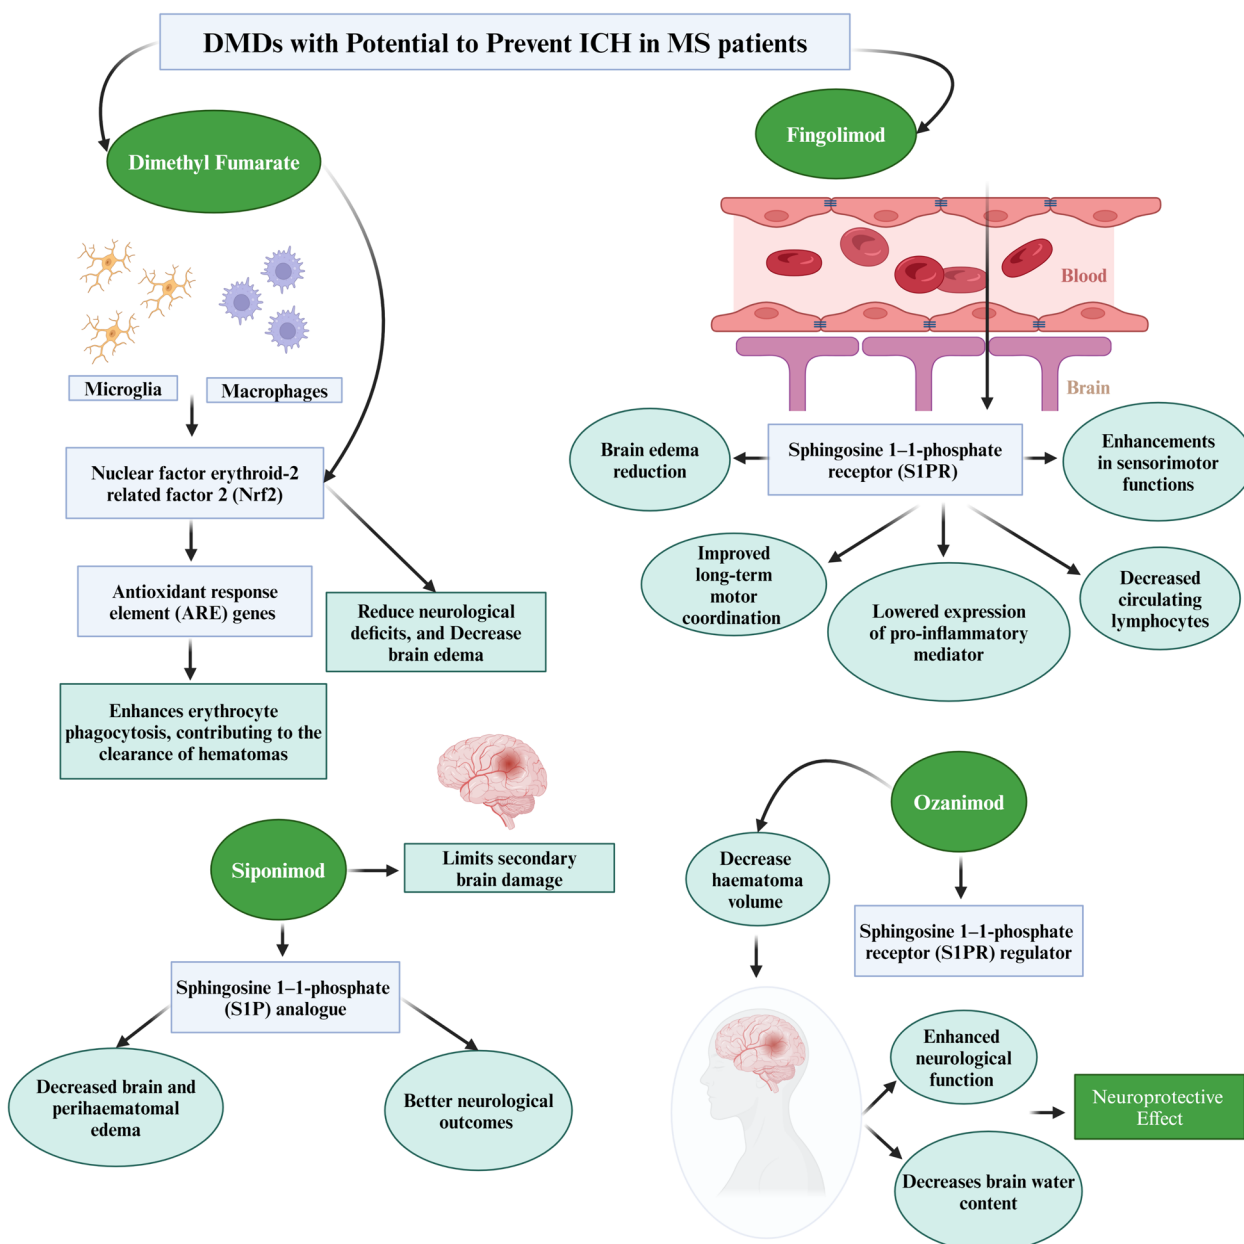 DMDs with Potential to Prevent ICH in MS patients
Dimethyl Fumarate
Microglia
Macrophages
Nuclear factor erythroid-2
related factor 2 (Nrf2)
Antioxidant response
element (ARE) genes
Reduce neurological
deficits, and Decrease
brain edema
Enhances erythrocyte
phagocytosis, contributing to the
clearance of hematomas
Fingolimod
Blood
Brain
Sphingosine 1–1-phosphate
receptor (S1PR)
Brain edema
reduction
Enhancements
in sensorimotor
functions
Improved
long-term
motor
coordination
Lowered expression
of pro-inflammatory
mediator
Decreased
circulating
lymphocytes
Siponimod
Limits secondary
brain damage
Sphingosine 1–1-phosphate
(S1P) analogue
Decreased brain and
perihaematomal
edema
Better neurological
outcomes
Ozanimod
Decrease
haematoma
volume
Sphingosine 1–1-phosphate
receptor (S1PR) regulator
Enhanced
neurological
function
Decreases brain water
content
Neuroprotective
Effect